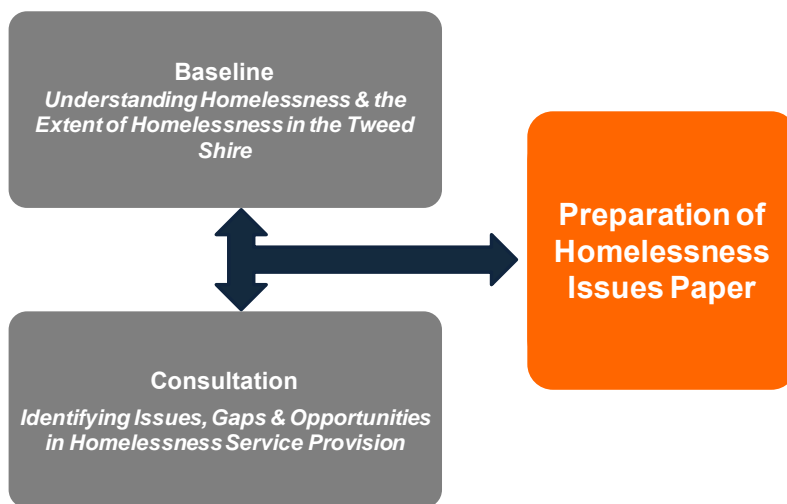 Baseline
Understanding Homelessness & the
Extent of Homelessness in the Tweed
Shire
Preparation of
Homelessness
Issues Paper
Consultation
Identifying Issues, Gaps & Opportunities
in Homelessness Service Provision